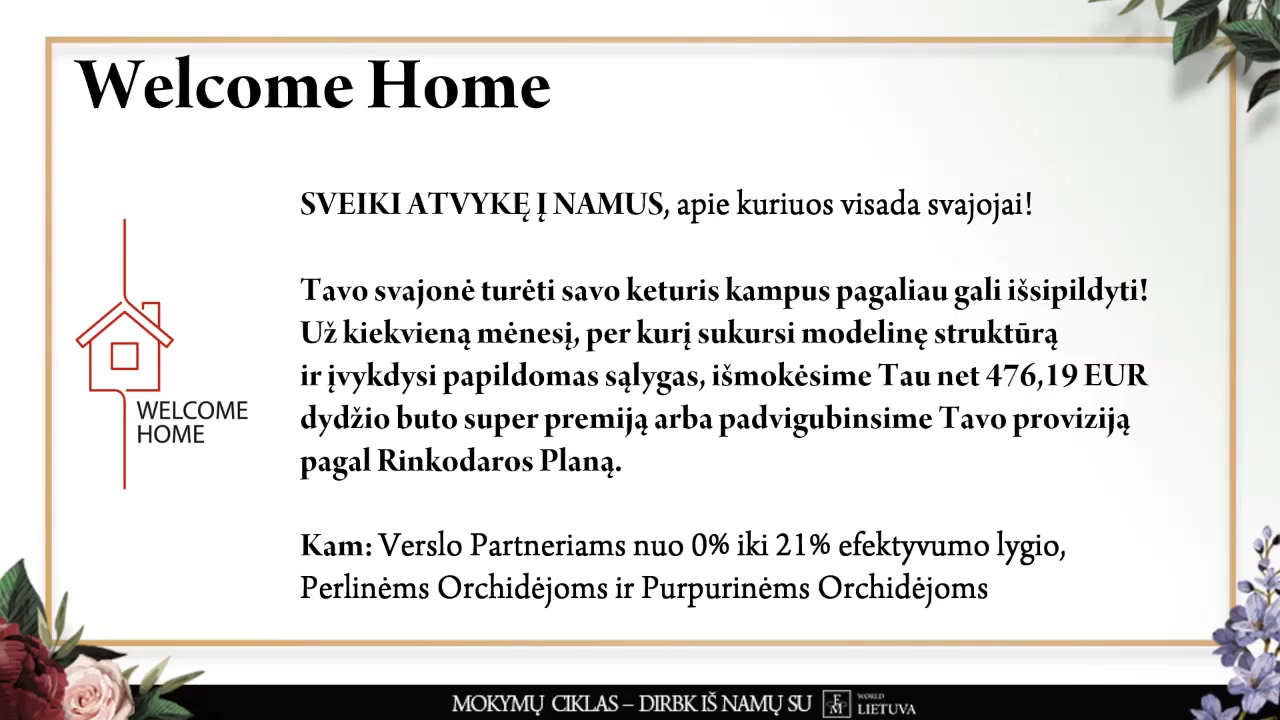 Welcome Home
SVEIKI ATVYKĘ Į NAMUS, apie kuriuos visada svajojai!
Tavo svajonė turėti savo keturis kampus pagaliau gali išsipildyti!
Už kiekvieną mėnesį, per kurį sukursi modelinę struktūrą
ir įvykdysi papildomas sąlygas, išmokėsime Tau net 476,19 EUR
dydžio buto super premiją arba padvigubinsime Tavo proviziją
pagal Rinkodaros Planą.
WELCOME
HOME
Kam: Verslo Partneriams nuo 0% iki 21% efektyvumo lygio,
Perlinėms Orchidėjoms ir Purpurinėms Orchidėjoms
MOKYMŲ CIKLAS – DIRBK IŠ NAMŲ SU
FM WORLD
LIETUVA